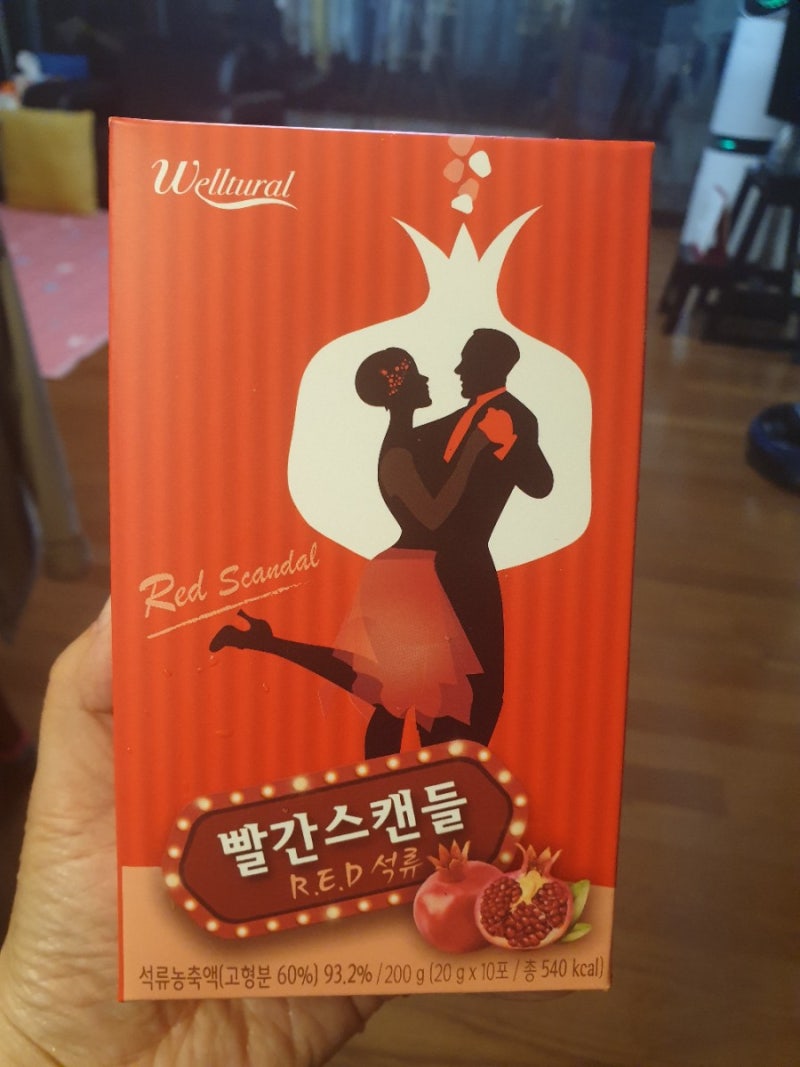 Welltural
Red Scandal
빨간스캔들
R.E.D 석류
석류농축액(고형분 60%) 93.2% / 200 g (20 g x 10포 / 총 540 kcal)